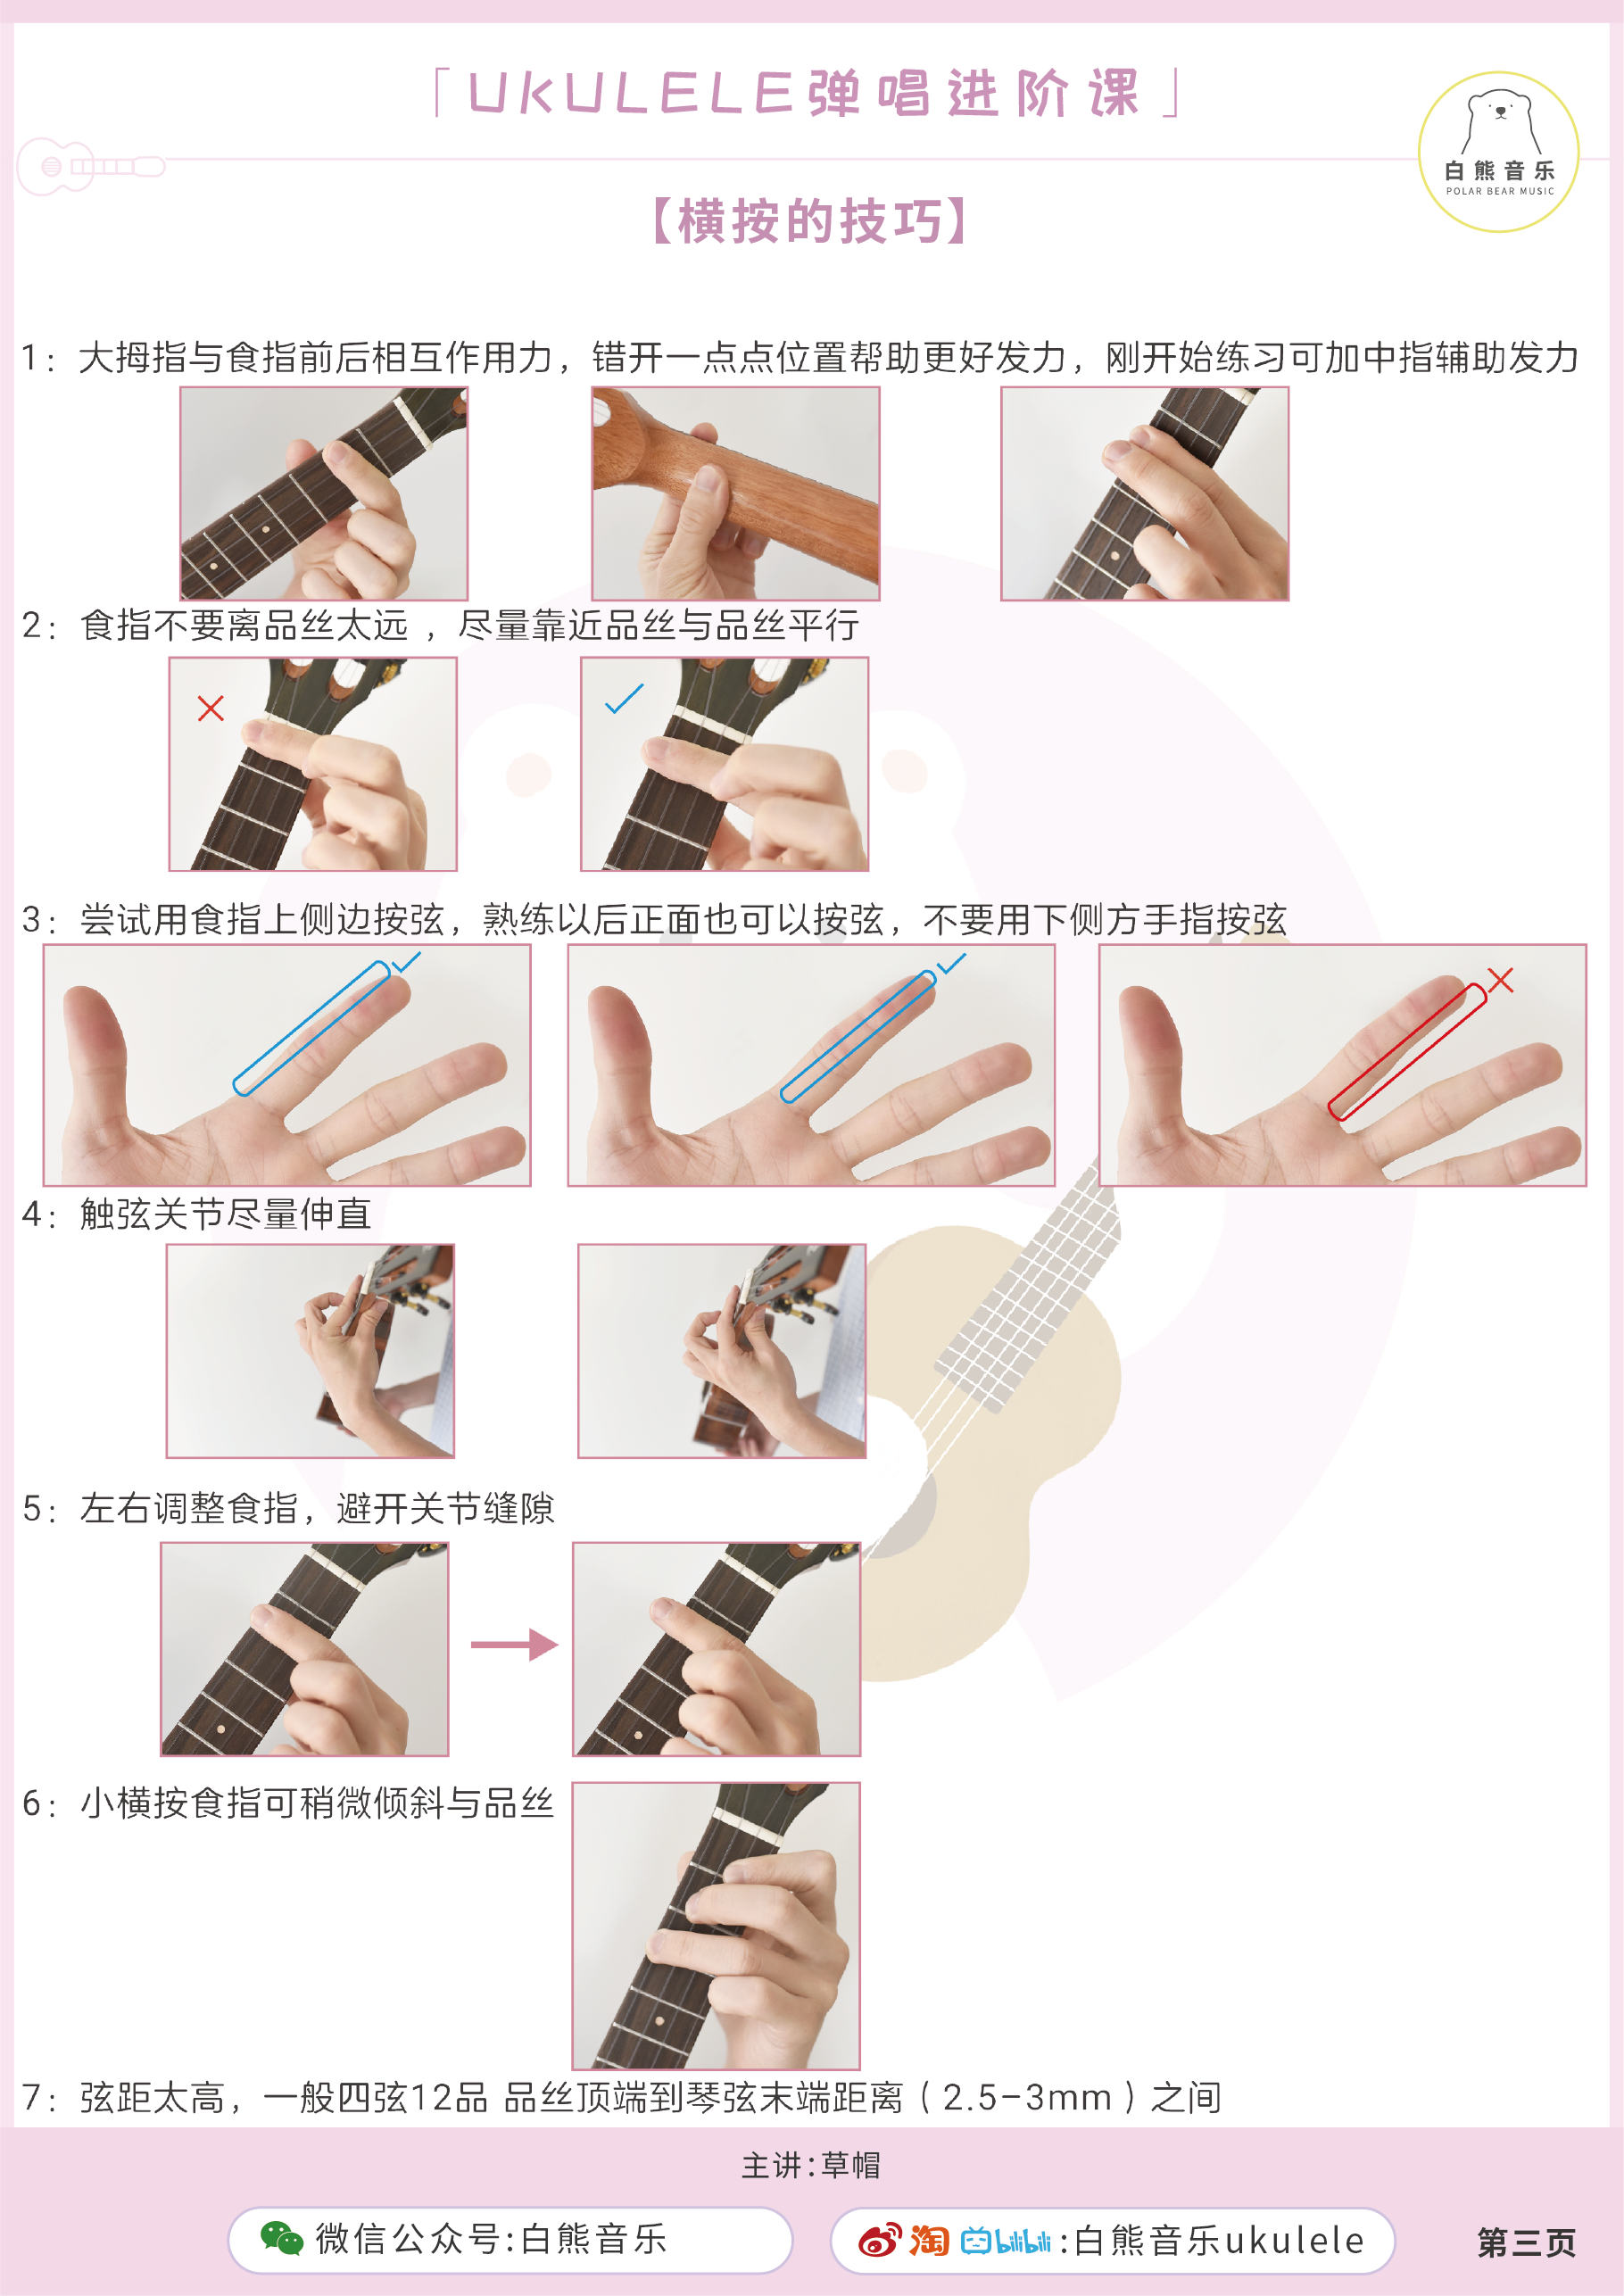 「UKULELE弹唱进阶课」
白熊音乐
POLAR BEAR MUSIC
【横按的技巧】
1：大拇指与食指前后相互作用力，错开一点点位置帮助更好发力，刚开始练习可加中指辅助发力
2：食指不要离品丝太远 ，尽量靠近品丝与品丝平行
3：尝试用食指上侧边按弦，熟练以后正面也可以按弦，不要用下侧方手指按弦
4：触弦关节尽量伸直
5：左右调整食指，避开关节缝隙
6：小横按食指可稍微倾斜与品丝
7：弦距太高，一般四弦12品 品丝顶端到琴弦末端距离（2.5-3mm）之间
主讲:草帽
微信公众号:白熊音乐
淘 bilibili :白熊音乐ukulele
第三页